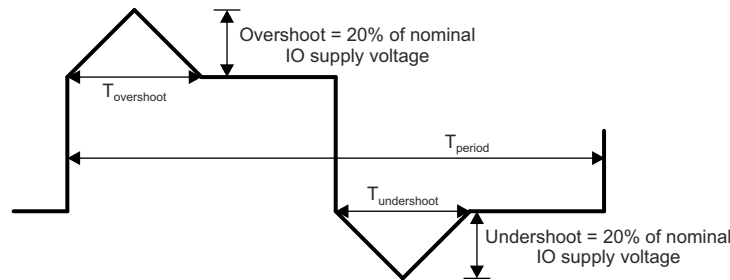 Overshoot = 20% of nominal
IO supply voltage
Tovershoot
Tperiod
Tundershoot
Undershoot = 20% of nominal
IO supply voltage